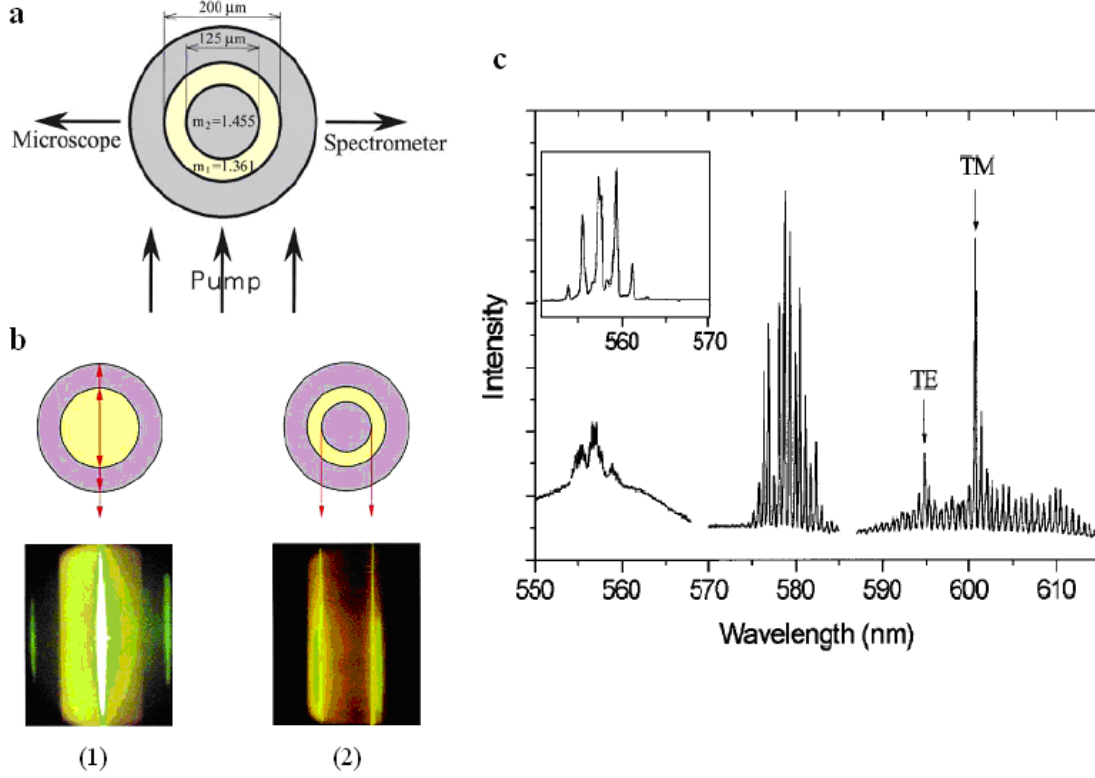 a
200 µm
125 µm
m₂=1.455
m₁=1.361
Microscope
Spectrometer
Pump
b
(1)
(2)
c
Intensity
TE
TM
560
570
550
560
570
580
590
600
610
Wavelength (nm)